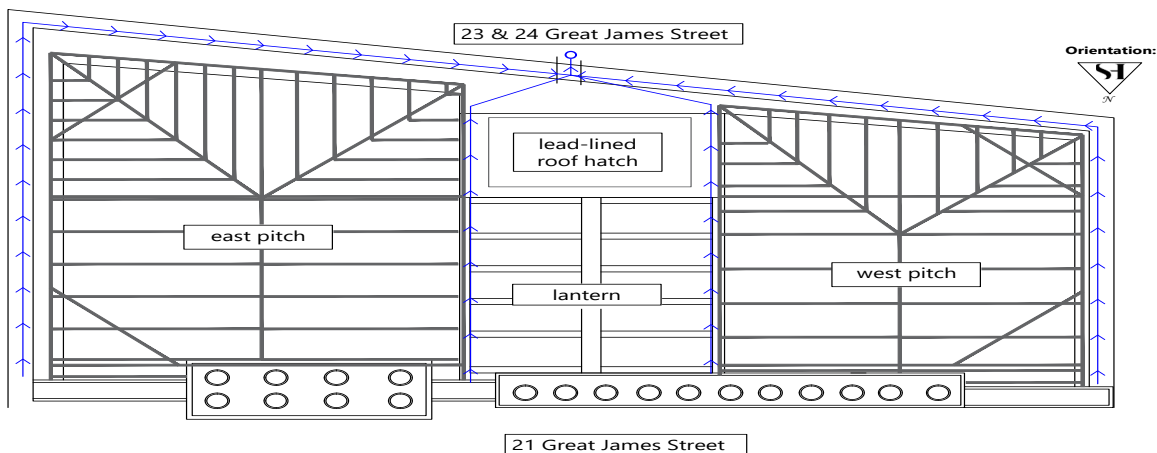 23 & 24 Great James Street
Orientation:
SH
N
lead-lined
roof hatch
east pitch
west pitch
lantern
21 Great James Street